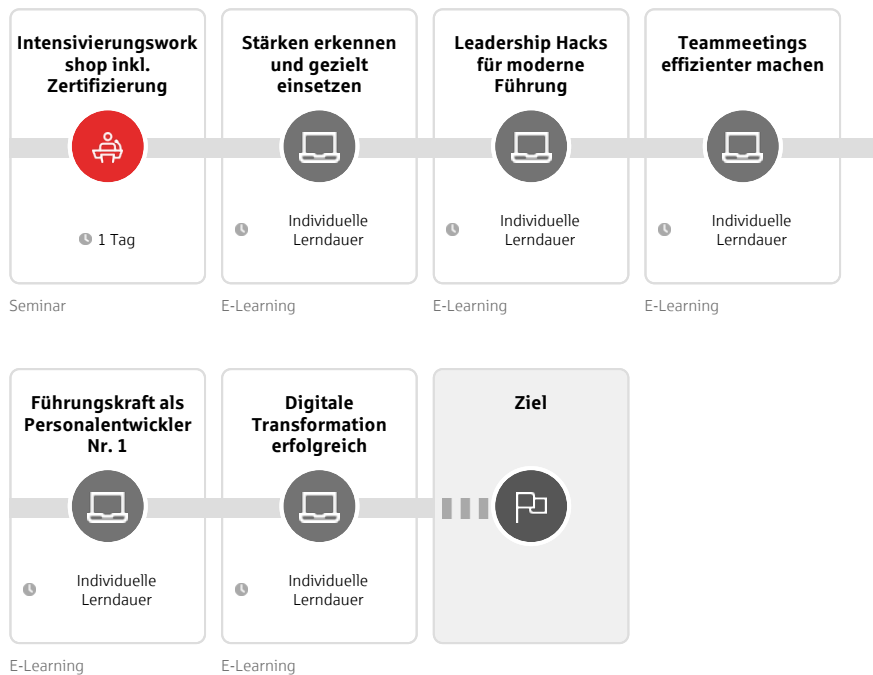 Intensivierungswork
shop inkl.
Zertifizierung
1 Tag
Seminar
Stärken erkennen
und gezielt
einsetzen
Individuelle
Lerndauer
E-Learning
Leadership Hacks
für moderne
Führung
Individuelle
Lerndauer
E-Learning
Teammeetings
effizienter machen
Individuelle
Lerndauer
E-Learning
Führungskraft als
Personalentwickler
Nr. 1
Individuelle
Lerndauer
E-Learning
Digitale
Transformation
erfolgreich
Individuelle
Lerndauer
E-Learning
Ziel